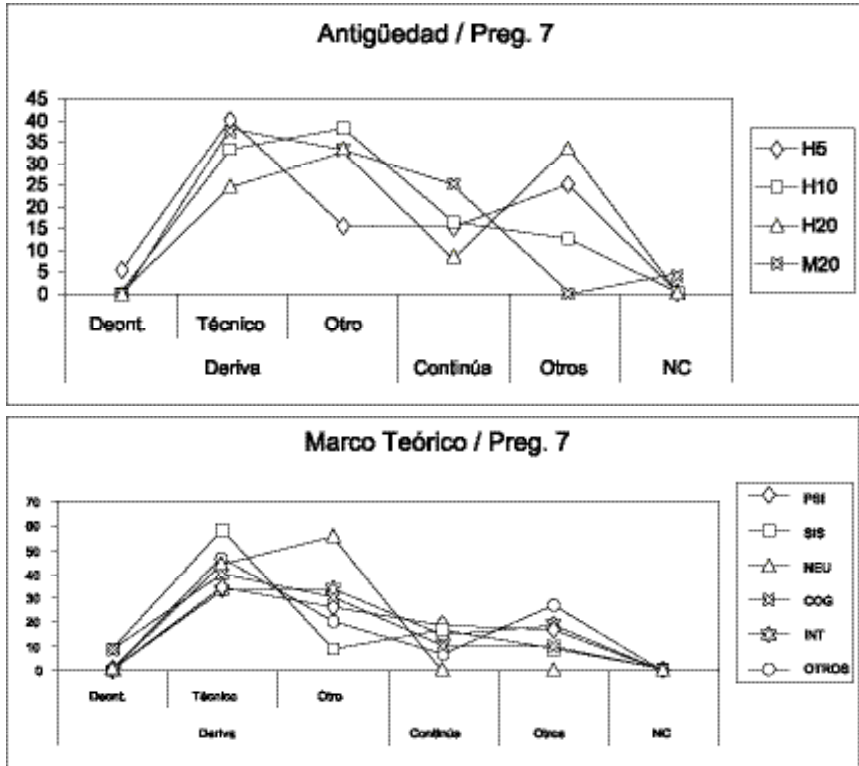 Antigüedad / Preg. 7
45
40
35
30
25
20
15
10
5
0
Deont. Técnico Otro
Deriva Continúa Otros NC
H5
H10
H20
M20
Marco Teórico / Preg. 7
70
60
50
40
30
20
10
0
Deont. Técnico Otro
Deriva Continúa Otros NC
PSI
SIS
NEU
COG
INT
OTROS